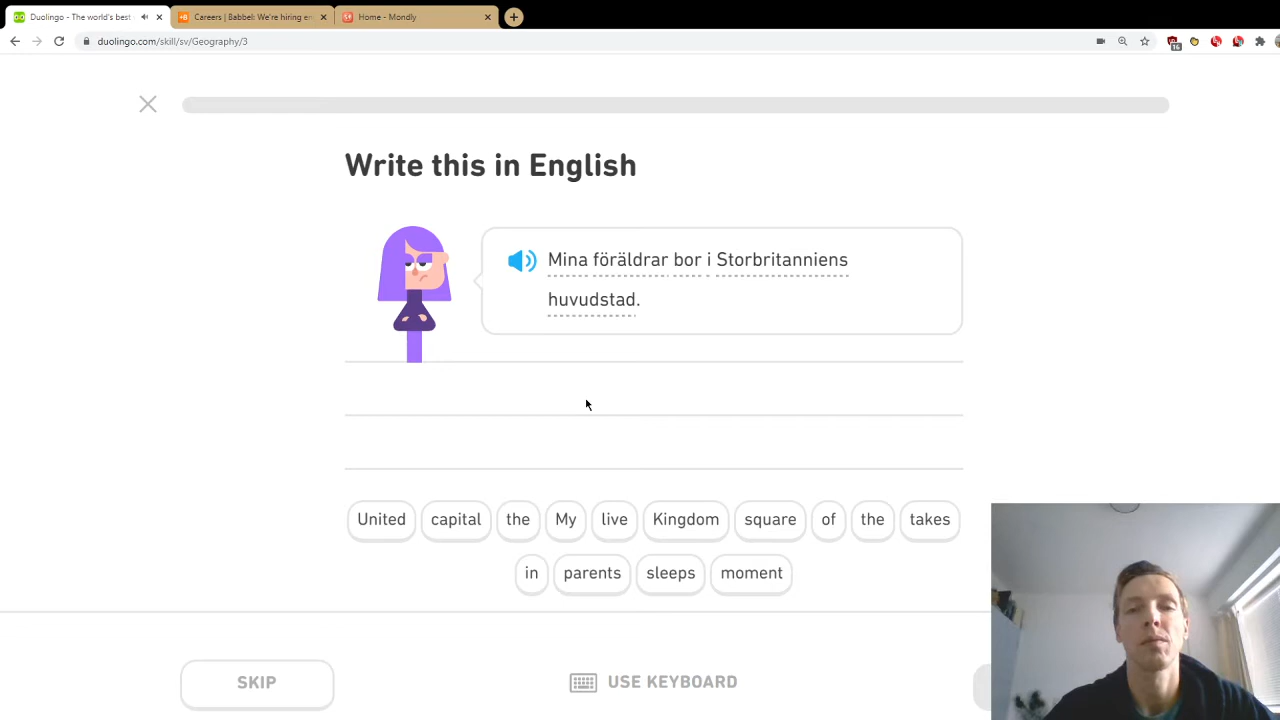 Duolingo - The world's best
Careers | Babbel: We're hiring en
Home - Mondly
duolingo.com/skill/sv/Geography/3
16
Write this in English
Mina föräldrar bor i Storbritanniens
huvudstad.
United capital the My live Kingdom square of the takes
in parents sleeps moment
SKIP
USE KEYBOARD